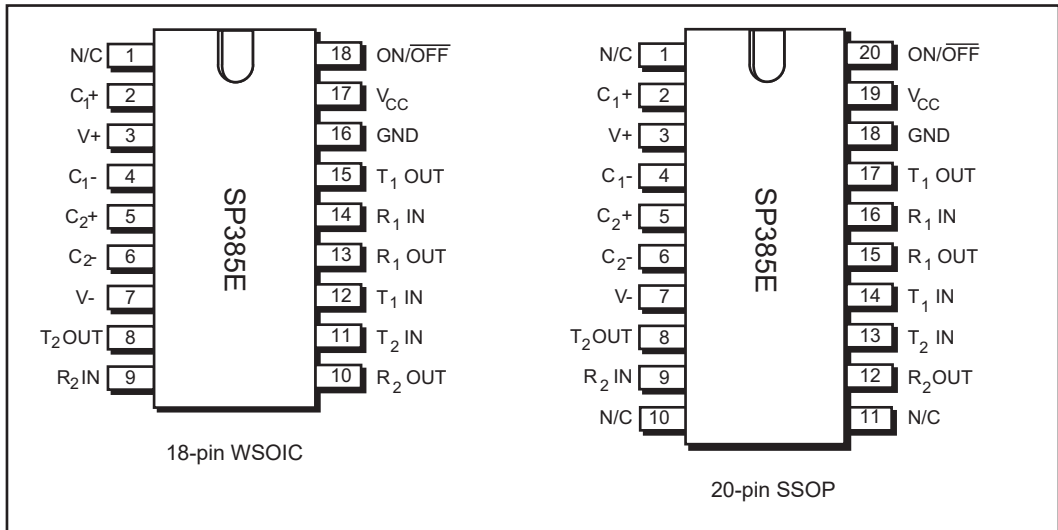 N/C 1 18 ON/OFF
C1+ 2 17 VCC
V+ 3 16 GND
C1- 4 15 T1 OUT
C2+ 5 14 R1 IN
C2- 6 13 R1 OUT
V- 7 12 T1 IN
T2OUT 8 11 T2 IN
R2IN 9 10 R2 OUT
SP385E
18-pin WSOIC
N/C 1 20 ON/OFF
C1+ 2 19 VCC
V+ 3 18 GND
C1- 4 17 T1 OUT
C2+ 5 16 R1 IN
C2- 6 15 R1 OUT
V- 7 14 T1 IN
T2OUT 8 13 T2 IN
R2 IN 9 12 R2OUT
N/C 10 11 N/C
SP385E
20-pin SSOP